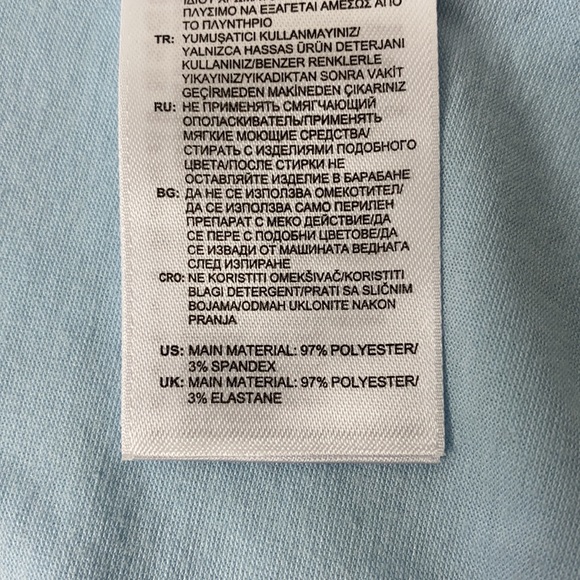 ΠΛΥΣΙΜΟ ΝΑ ΕΞΑΓΕΤΑΙ ΑΜΕΣΩΣ ΑΠΟ
ΤΟ ΠΛΥΝΤΗΡΙΟ
TR: YUMUŞATICI KULLANMAYINIZ/
YALNIZCA HASSAS ÜRÜN DETERJANI
KULLANINIZ/BENZER RENKLERLE
YIKAYINIZ/YIKADIKTAN SONRA VAKİT
GEÇİRMEDEN MAKİNEDEN ÇIKARINIZ
RU: НЕ ПРИМЕНЯТЬ СМЯГЧАЮЩИЙ
ОПОЛАСКИВАТЕЛЬ/ПРИМЕНЯТЬ
МЯГКИЕ МОЮЩИЕ СРЕДСТВА/
СТИРАТЬ С ИЗДЕЛИЯМИ ПОДОБНОГО
ЦВЕТА/ПОСЛЕ СТИРКИ НЕ
ОСТАВЛЯЙТЕ ИЗДЕЛИЕ В БАРАБАНЕ
BG: ДА НЕ СЕ ИЗПОЛЗВА ОМЕКОТИТЕЛ/
ДА СЕ ИЗПОЛЗВА САМО ПЕРИЛЕН
ПРЕПАРАТ С МЕКО ДЕЙСТВИЕ/ДА
СЕ ПЕРЕ С ПОДОБНИ ЦВЕТОВЕ/ДА
СЕ ИЗВАДИ ОТ МАШИНАТА ВЕДНАГА
СЛЕД ИЗПИРАНЕ
CRO: NE KORISTITI OMEKŠIVAČ/KORISTITI
BLAGI DETERGENT/PRATI SA SLIČNIM
BOJAMA/ODMAH UKLONITE NAKON
PRANJA
US: MAIN MATERIAL: 97% POLYESTER/
3% SPANDEX
UK: MAIN MATERIAL: 97% POLYESTER/
3% ELASTANE